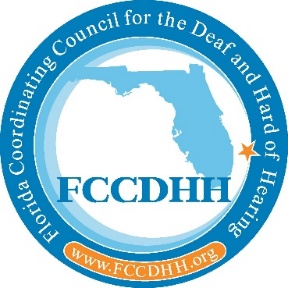 Florida Coordinating Council for the Deaf and Hard of Hearing
FCCDHH
www.FCCDHH.org